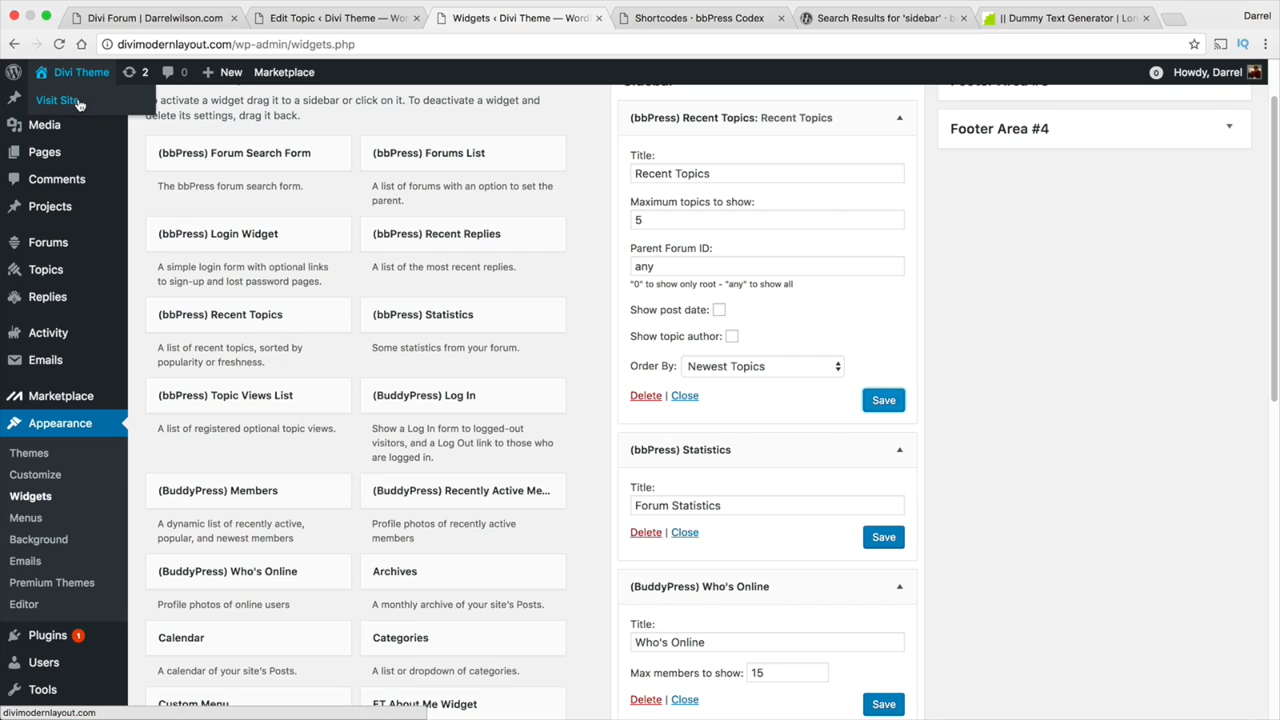 Divi Forum | Darrelwilson.com
Edit Topic ‹ Divi Theme — Wor
Widgets ‹ Divi Theme — Word
Shortcodes · bbPress Codex
Search Results for 'sidebar' · b
|| Dummy Text Generator | Lor
Darrel
divimodernlayout.com/wp-admin/widgets.php
IQ
Divi Theme
2
0
New
Marketplace
0
Howdy, Darrel
Visit Site
Media
Pages
Comments
Projects
Forums
Topics
Replies
Activity
Emails
Marketplace
Appearance
Themes
Customize
Widgets
Menus
Background
Emails
Premium Themes
Editor
Plugins 1
Users
Tools
divimodernlayout.com
activate a widget drag it to a sidebar or click on it. To deactivate a widget and
delete its settings, drag it back.
(bbPress) Forum Search Form
The bbPress forum search form.
(bbPress) Forums List
A list of forums with an option to set the
parent.
(bbPress) Login Widget
A simple login form with optional links
to sign-up and lost password pages.
(bbPress) Recent Replies
A list of the most recent replies.
(bbPress) Recent Topics
A list of recent topics, sorted by
popularity or freshness.
(bbPress) Statistics
Some statistics from your forum.
(bbPress) Topic Views List
A list of registered optional topic views.
(BuddyPress) Log In
Show a Log In form to logged-out
visitors, and a Log Out link to those who
are logged in.
(BuddyPress) Members
A dynamic list of recently active,
popular, and newest members
(BuddyPress) Recently Active Me...
Profile photos of recently active
members
(BuddyPress) Who's Online
Profile photos of online users
Archives
A monthly archive of your site's Posts.
Calendar
A calendar of your site's Posts.
Categories
A list or dropdown of categories.
Custom Menu
ET About Me Widget
Sidebar
(bbPress) Recent Topics: Recent Topics
Title:
Recent Topics
Maximum topics to show:
5
Parent Forum ID:
any
"0" to show only root - "any" to show all
Show post date:
Show topic author:
Order By: Newest Topics
Delete | Close
Save
(bbPress) Statistics
Title:
Forum Statistics
Delete | Close
Save
(BuddyPress) Who's Online
Title:
Who's Online
Max members to show: 15
Delete | Close
Save
Footer Area #3
Footer Area #4